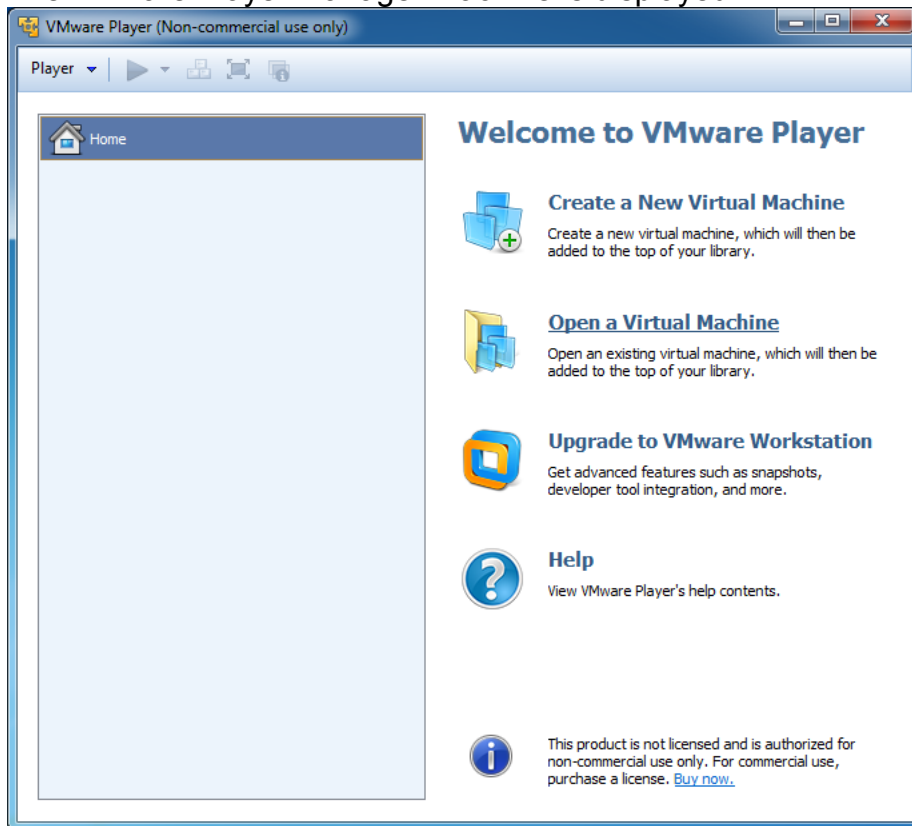 VMware Player (Non-commercial use only)
Player
Home
Welcome to VMware Player
Create a New Virtual Machine
Create a new virtual machine, which will then be
added to the top of your library.
Open a Virtual Machine
Open an existing virtual machine, which will then be
added to the top of your library.
Upgrade to VMware Workstation
Get advanced features such as snapshots,
developer tool integration, and more.
Help
View VMware Player's help contents.
This product is not licensed and is authorized for
non-commercial use only. For commercial use,
purchase a license. Buy now.